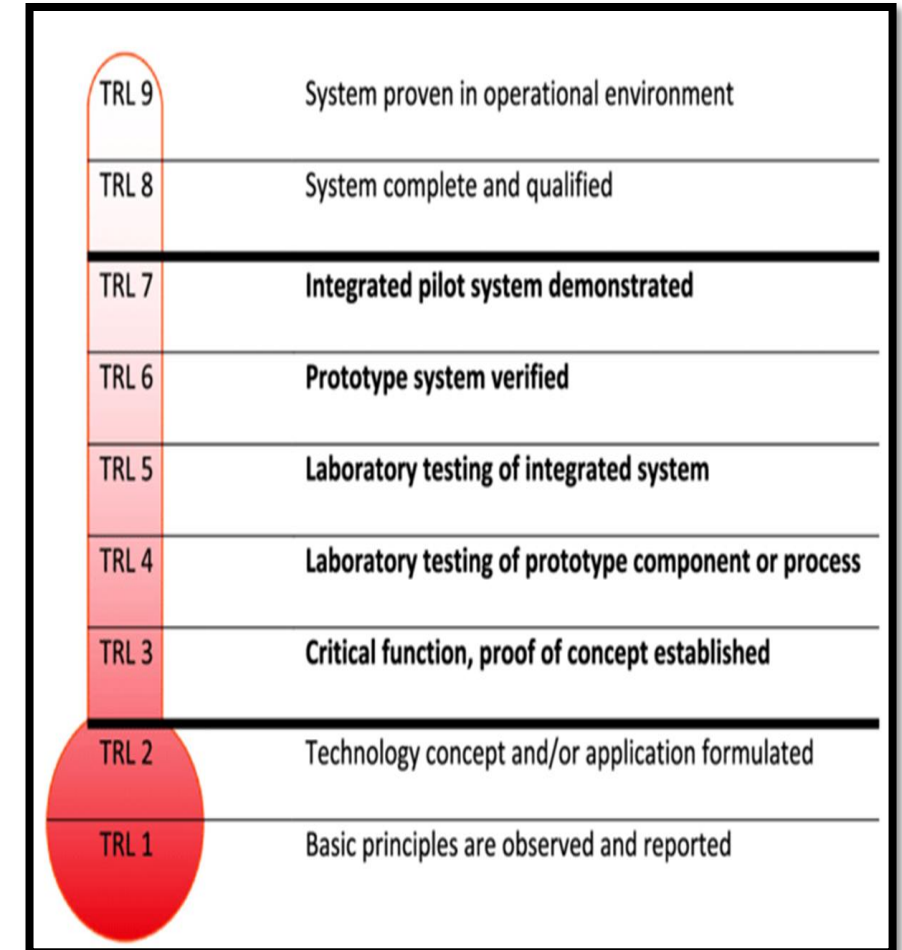 TRL 9 System proven in operational environment
TRL 8 System complete and qualified
TRL 7 Integrated pilot system demonstrated
TRL 6 Prototype system verified
TRL 5 Laboratory testing of integrated system
TRL 4 Laboratory testing of prototype component or process
TRL 3 Critical function, proof of concept established
TRL 2 Technology concept and/or application formulated
TRL 1 Basic principles are observed and reported